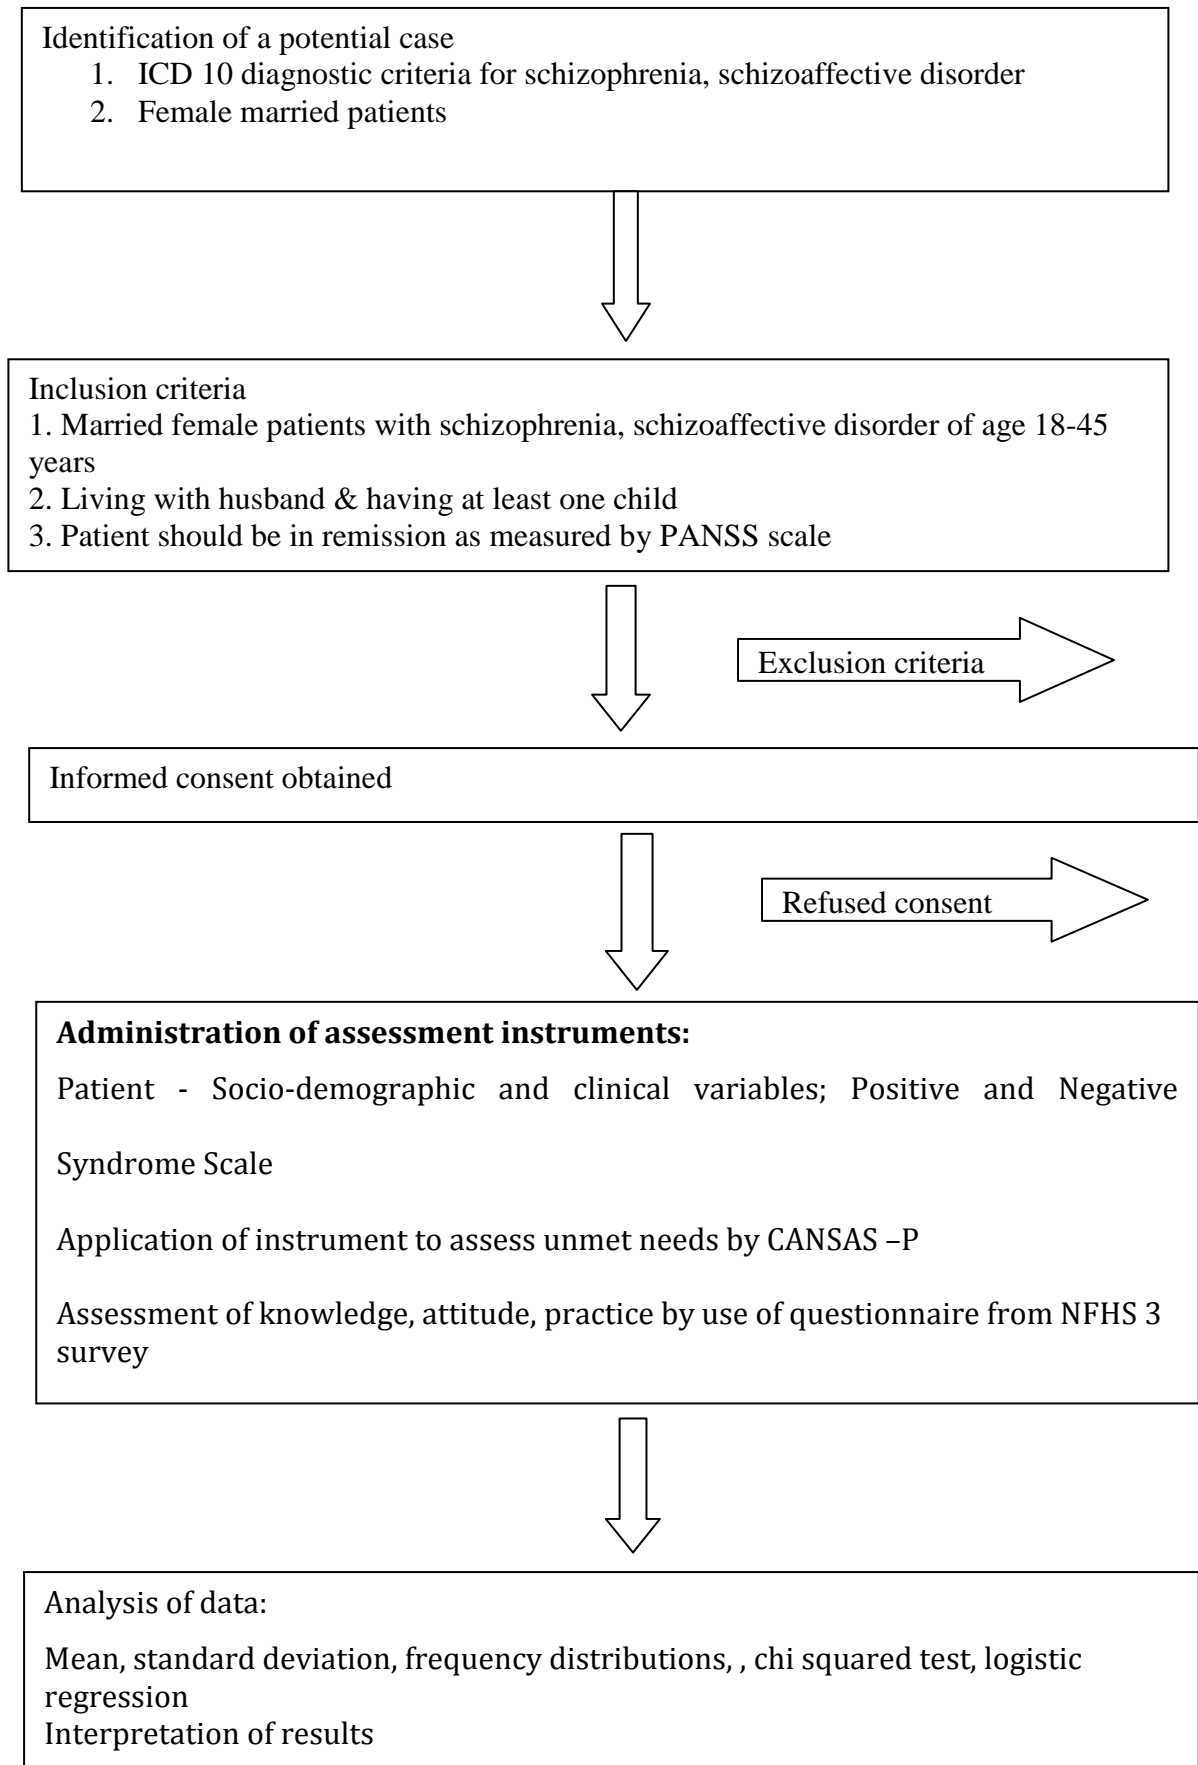 Identification of a potential case
1. ICD 10 diagnostic criteria for schizophrenia, schizoaffective disorder
2. Female married patients
Inclusion criteria
1. Married female patients with schizophrenia, schizoaffective disorder of age 18-45
years
2. Living with husband & having at least one child
3. Patient should be in remission as measured by PANSS scale
Exclusion criteria
Informed consent obtained
Refused consent
Administration of assessment instruments:
Patient - Socio-demographic and clinical variables; Positive and Negative
Syndrome Scale
Application of instrument to assess unmet needs by CANSAS –P
Assessment of knowledge, attitude, practice by use of questionnaire from NFHS 3
survey
Analysis of data:
Mean, standard deviation, frequency distributions, , chi squared test, logistic
regression
Interpretation of results